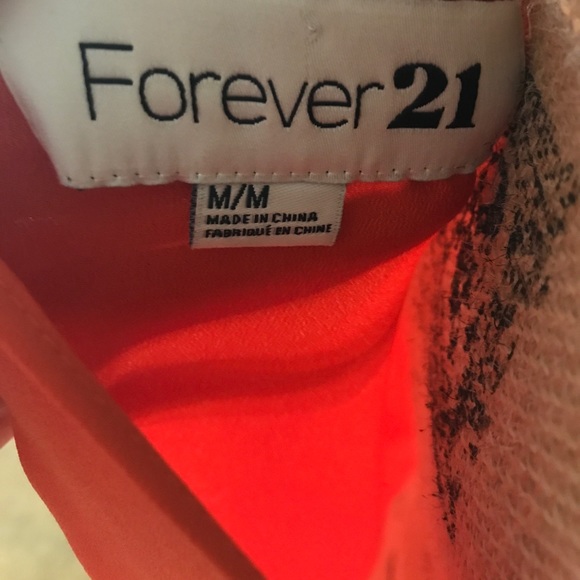 Forever21
M/M
MADE IN CHINA
FABRIQUÉ EN CHINE